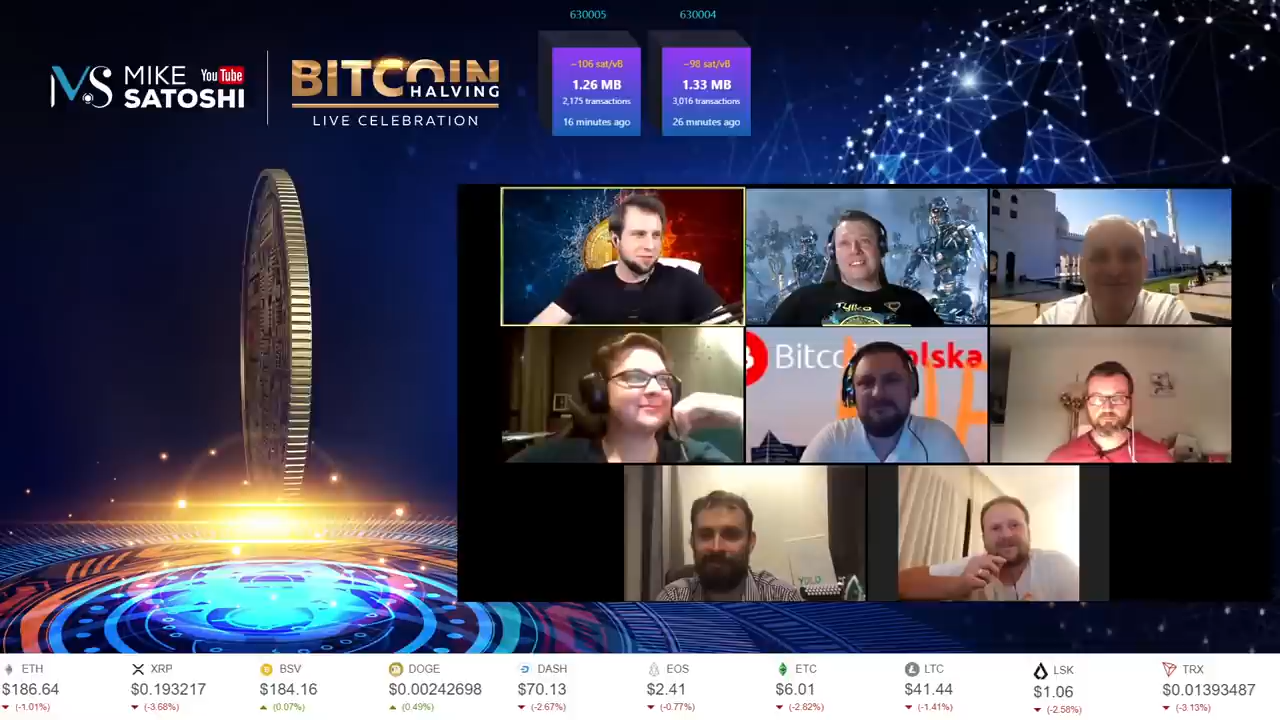 630005
630004
~106 sat/vB
1.26 MB
2,175 transactions
16 minutes ago
~98 sat/vB
1.33 MB
3,016 transactions
26 minutes ago
MS
MIKE
SATOSHI
YouTube
BITCOIN
HALVING
LIVE CELEBRATION
Tylko
Bitco
olska
YOLO
ETH
$186.64
(-1.01%)
XRP
$0.193217
(-3.68%)
BSV
$184.16
(0.07%)
DOGE
$0.00242698
(0.49%)
DASH
$70.13
(-2.67%)
EOS
$2.41
(-0.77%)
ETC
$6.01
(-2.82%)
LTC
$41.44
(-1.41%)
LSK
$1.06
(-2.58%)
TRX
$0.01393487
(-3.13%)